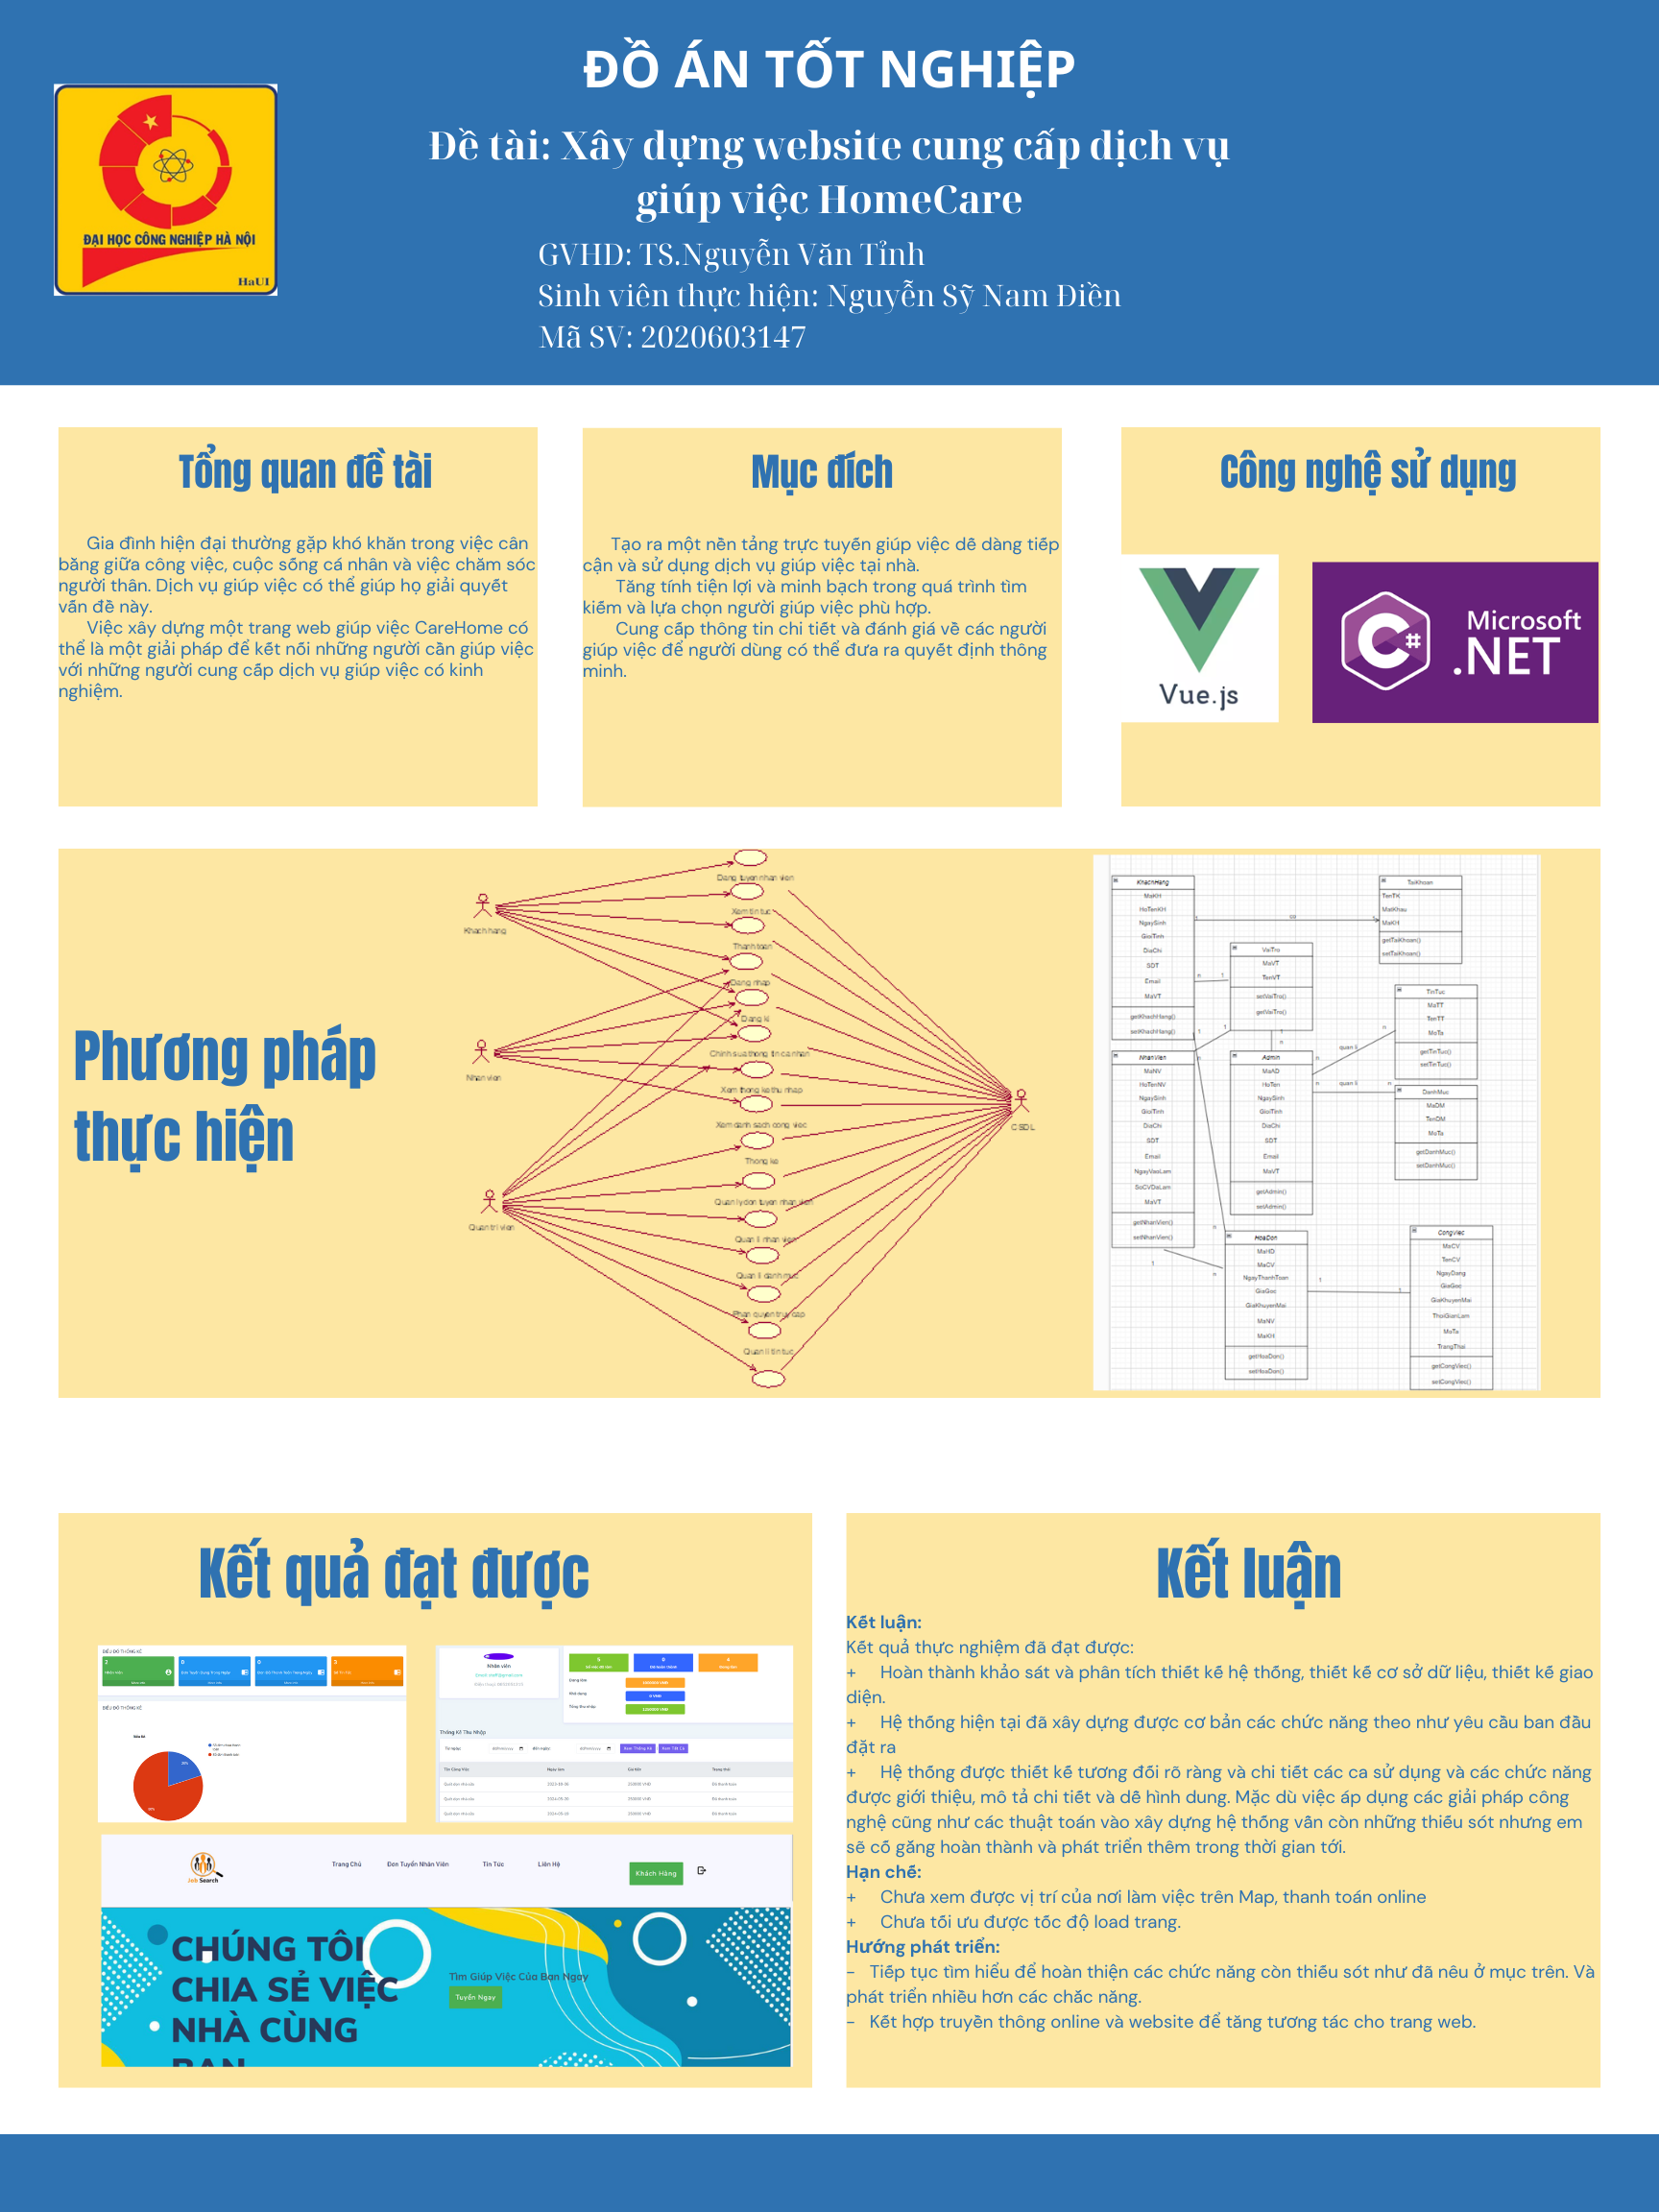 ĐỒ ÁN TỐT NGHIỆP
Đề tài: Xây dựng website cung cấp dịch vụ
giúp việc HomeCare
GVHD: TS.Nguyễn Văn Tỉnh
Sinh viên thực hiện: Nguyễn Sỹ Nam Điền
Mã SV: 2020603147
ĐẠI HỌC CÔNG NGHIỆP HÀ NỘI
HaUI
Tổng quan đề tài
Gia đình hiện đại thường gặp khó khăn trong việc cân
bằng giữa công việc, cuộc sống cá nhân và việc chăm sóc
người thân. Dịch vụ giúp việc có thể giúp họ giải quyết
vấn đề này.
Việc xây dựng một trang web giúp việc CareHome có
thể là một giải pháp để kết nối những người cần giúp việc
với những người cung cấp dịch vụ giúp việc có kinh
nghiệm.
Mục đích
Tạo ra một nền tảng trực tuyến giúp việc dễ dàng tiếp
cận và sử dụng dịch vụ giúp việc tại nhà.
Tăng tính tiện lợi và minh bạch trong quá trình tìm
kiếm và lựa chọn người giúp việc phù hợp.
Cung cấp thông tin chi tiết và đánh giá về các người
giúp việc để người dùng có thể đưa ra quyết định thông
minh.
Công nghệ sử dụng
Vue.js
C#
Microsoft
.NET
Phương pháp
thực hiện
Khach hang
Nhan vien
Quan tri vien
CSDL
Dang tuyen nhan vien
Xem tin tuc
Thanh toan
Dang nhap
Dang ki
Chinh sua thong tin ca nhan
Xem thong ke thu nhap
Xem danh sach cong viec
Thong ke
Quan ly don tuyen nhan vien
Quan li nhan vien
Quan li danh muc
Phan quyen truy cap
Quan li tin tuc
KhachHang
MaKH
HoTenKH
NgaySinh
GioiTinh
DiaChi
SDT
Email
MaVT
getKhachHang()
setKhachHang()
TaiKhoan
TenTK
MatKhau
MaKH
getTaiKhoan()
setTaiKhoan()
VaiTro
MaVT
TenVT
setVaiTro()
getVaiTro()
TinTuc
MaTT
TenTT
MoTa
getTinTuc()
setTinTuc()
NhanVien
MaNV
HoTenNV
NgaySinh
GioiTinh
DiaChi
SDT
Email
NgayVaoLam
SoCVDaLam
MaVT
getNhanVien()
setNhanVien()
Admin
MaAD
HoTen
NgaySinh
GioiTinh
DiaChi
SDT
Email
MaVT
getAdmin()
setAdmin()
quan li
quan li
DanhMuc
MaDM
TenDM
MoTa
getDanhMuc()
setDanhMuc()
HoaDon
MaHD
MaCV
NgayThanhToan
GiaGoc
GiaKhuyenMai
MaNV
MaKH
getHoaDon()
setHoaDon()
CongViec
MaCV
TenCV
NgayDang
GiaGoc
GiaKhuyenMai
ThoiGianLam
MoTa
TrangThai
getCongViec()
setCongViec()
Kết quả đạt được
BIỂU ĐỒ THỐNG KÊ
BIỂU ĐỒ THỐNG KÊ
Nhân viên
Thống Kê Thu Nhập
Xem Thống Kê
Xem Tất Cả
Tên Công Việc
Ngày làm
Giá tiền
Trạng thái
Job Search
Trang Chủ
Đơn Tuyển Nhân Viên
Tin Tức
Liên Hệ
Khách Hàng
CHÚNG TÔI
CHIA SẺ VIỆC
NHÀ CÙNG
BẠN
Tìm Giúp Việc Của Bạn Ngay
Tuyển Ngay
Kết luận
Kết luận:
Kết quả thực nghiệm đã đạt được:
+ Hoàn thành khảo sát và phân tích thiết kế hệ thống, thiết kế cơ sở dữ liệu, thiết kế giao
diện.
+ Hệ thống hiện tại đã xây dựng được cơ bản các chức năng theo như yêu cầu ban đầu
đặt ra
+ Hệ thống được thiết kế tương đối rõ ràng và chi tiết các ca sử dụng và các chức năng
được giới thiệu, mô tả chi tiết và dễ hình dung. Mặc dù việc áp dụng các giải pháp công
nghệ cũng như các thuật toán vào xây dựng hệ thống vẫn còn những thiếu sót nhưng em
sẽ cố gắng hoàn thành và phát triển thêm trong thời gian tới.
Hạn chế:
+ Chưa xem được vị trí của nơi làm việc trên Map, thanh toán online
+ Chưa tối ưu được tốc độ load trang.
Hướng phát triển:
- Tiếp tục tìm hiểu để hoàn thiện các chức năng còn thiếu sót như đã nêu ở mục trên. Và
phát triển nhiều hơn các chắc năng.
- Kết hợp truyền thông online và website để tăng tương tác cho trang web.